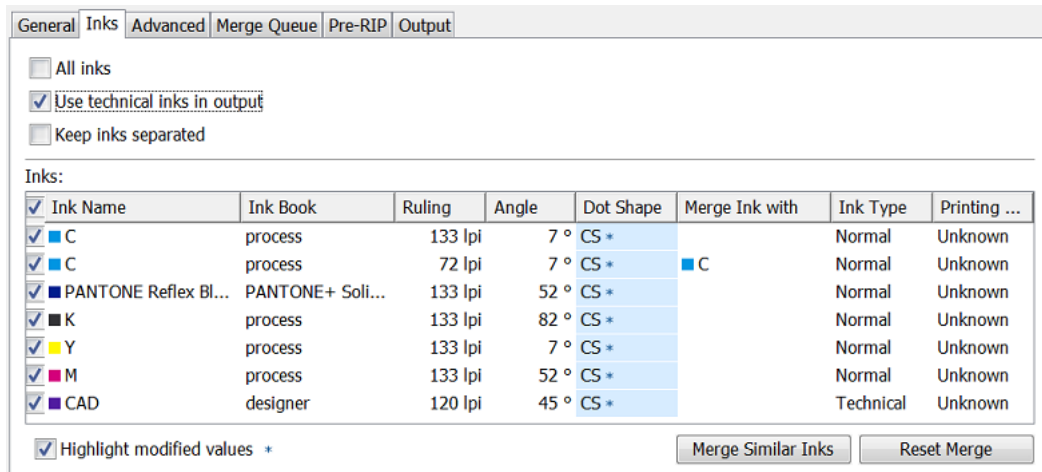 General Inks Advanced Merge Queue Pre-RIP Output
All inks
Use technical inks in output
Keep inks separated
Inks:
Ink Name Ink Book Ruling Angle Dot Shape Merge Ink with Ink Type Printing ...
C process 133 lpi 7 ° CS * Normal Unknown
C process 72 lpi 7 ° CS * C Normal Unknown
PANTONE Reflex Bl... PANTONE+ Soli... 133 lpi 52 ° CS * Normal Unknown
K process 133 lpi 82 ° CS * Normal Unknown
Y process 133 lpi 7 ° CS * Normal Unknown
M process 133 lpi 52 ° CS * Normal Unknown
CAD designer 120 lpi 45 ° CS * Technical Unknown
Highlight modified values * Merge Similar Inks Reset Merge